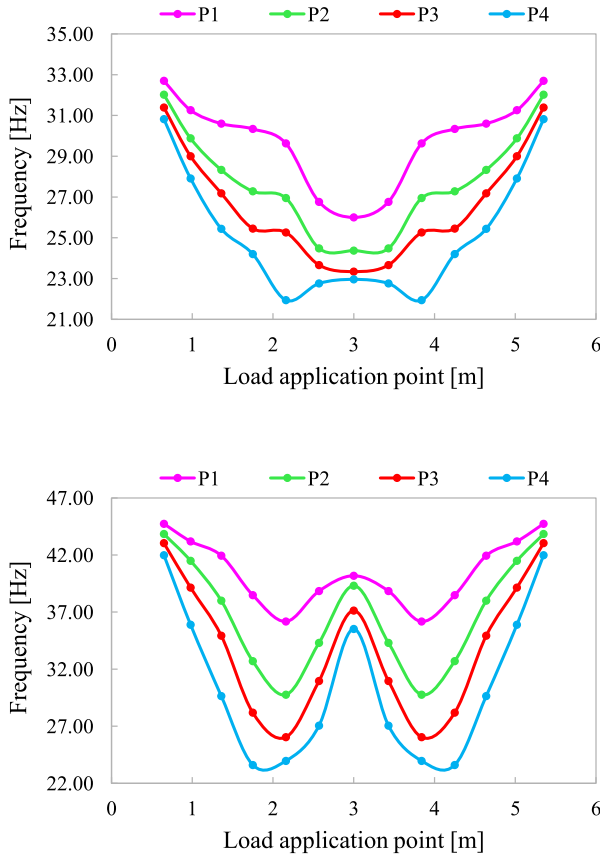 P1 P2 P3 P4
35.00
33.00
31.00
29.00
27.00
25.00
23.00
21.00
Frequency [Hz]
0 1 2 3 4 5 6
Load application point [m]
P1 P2 P3 P4
47.00
42.00
37.00
32.00
27.00
22.00
Frequency [Hz]
0 1 2 3 4 5 6
Load application point [m]